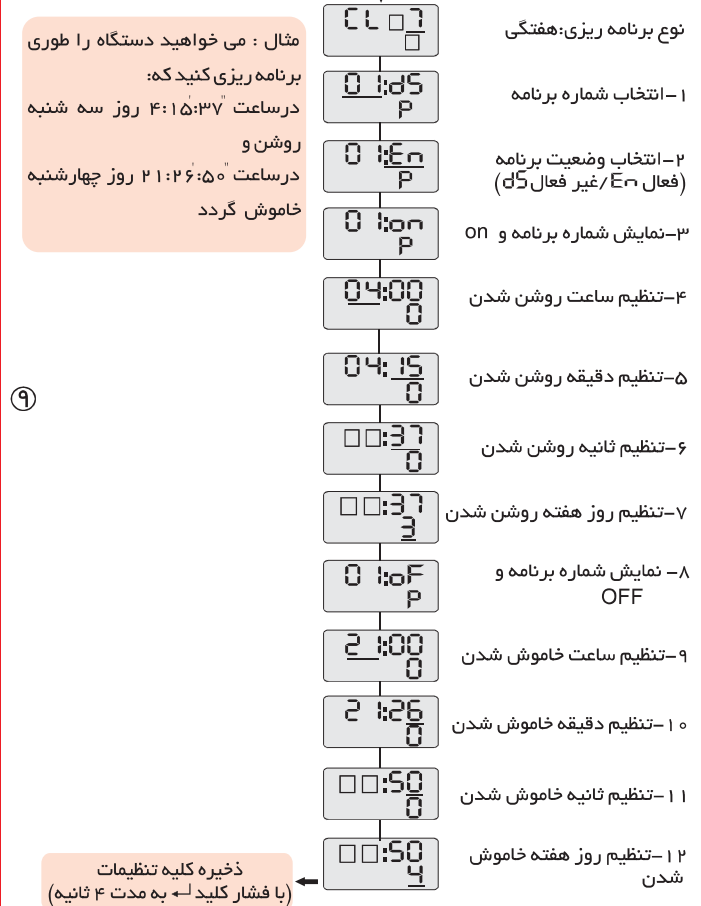 نوع برنامه ریزی:هفتگی
CL □7
□
۱-انتخاب شماره برنامه
01:dS
P
۲-انتخاب وضعیت برنامه
(فعال En/غیر فعال dS)
01:En
P
۳-نمایش شماره برنامه و on
01:on
P
۴-تنظیم ساعت روشن شدن
04:00
0
۵-تنظیم دقیقه روشن شدن
04:15
0
۶-تنظیم ثانیه روشن شدن
□□:37
0
۷-تنظیم روز هفته روشن شدن
□□:37
3
۸- نمایش شماره برنامه و
OFF
01:oF
P
۹-تنظیم ساعت خاموش شدن
21:00
0
۱۰-تنظیم دقیقه خاموش شدن
21:26
0
۱۱-تنظیم ثانیه خاموش شدن
□□:50
0
۱۲-تنظیم روز هفته خاموش
شدن
□□:50
4
ذخیره کلیه تنظیمات
(با فشار کلید ↵ به مدت ۴ ثانیه)
مثال : می خواهید دستگاه را طوری
برنامه ریزی کنید که:
درساعت ۴:۱۵':۳۷" روز سه شنبه
روشن و
درساعت ۲۱:۲۶':۵۰" روز چهارشنبه
خاموش گردد
۹